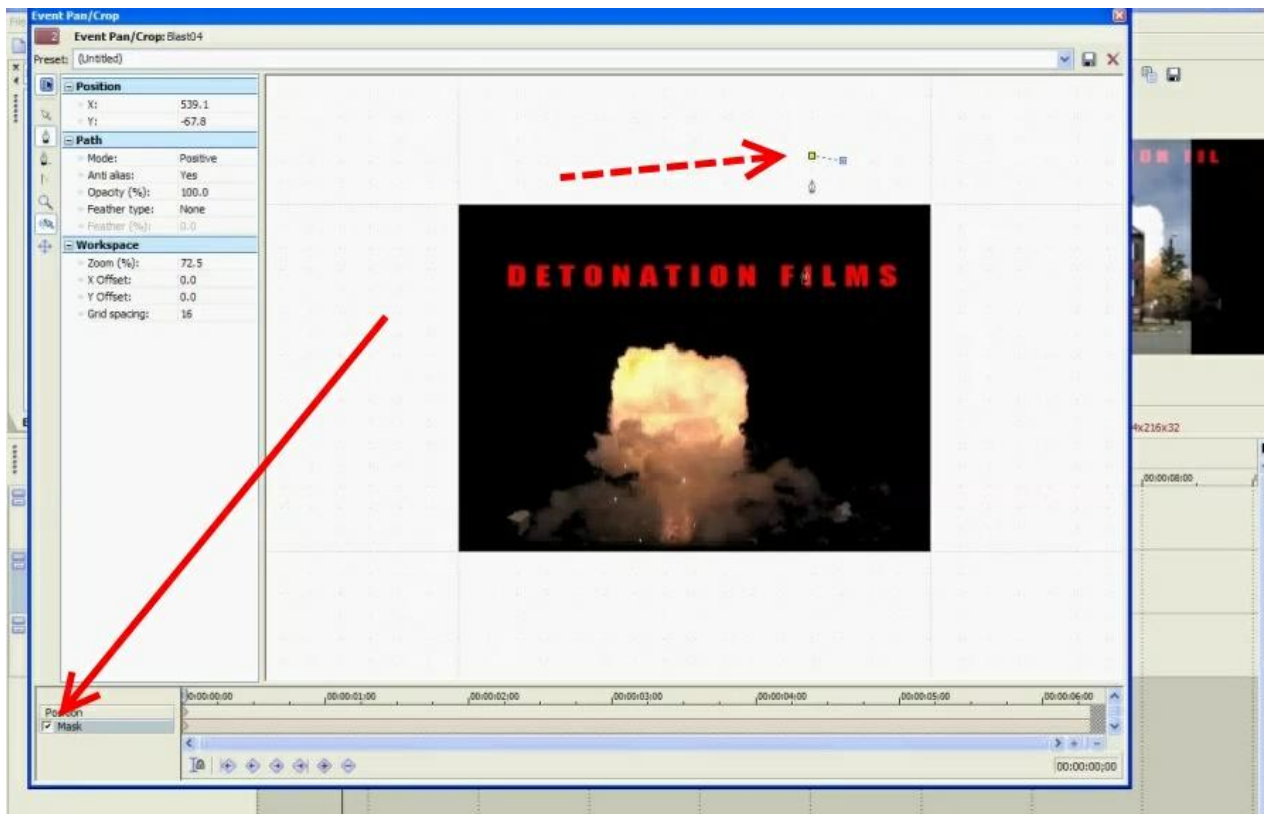 Event Pan/Crop
2 Event Pan/Crop: Blast04
Preset: (Untitled)
Position
X: 539.1
Y: -67.8
Path
Mode: Positive
Anti alias: Yes
Opacity (%): 100.0
Feather type: None
Feather (%): 0.0
Workspace
Zoom (%): 72.5
X Offset: 0.0
Y Offset: 0.0
Grid spacing: 16
DETONATION FILMS
4x216x32
00:00:08:00
00:00:00:00 00:00:01:00 00:00:02:00 00:00:03:00 00:00:04:00 00:00:05:00 00:00:06:00
Position
Mask
00:00:00;00